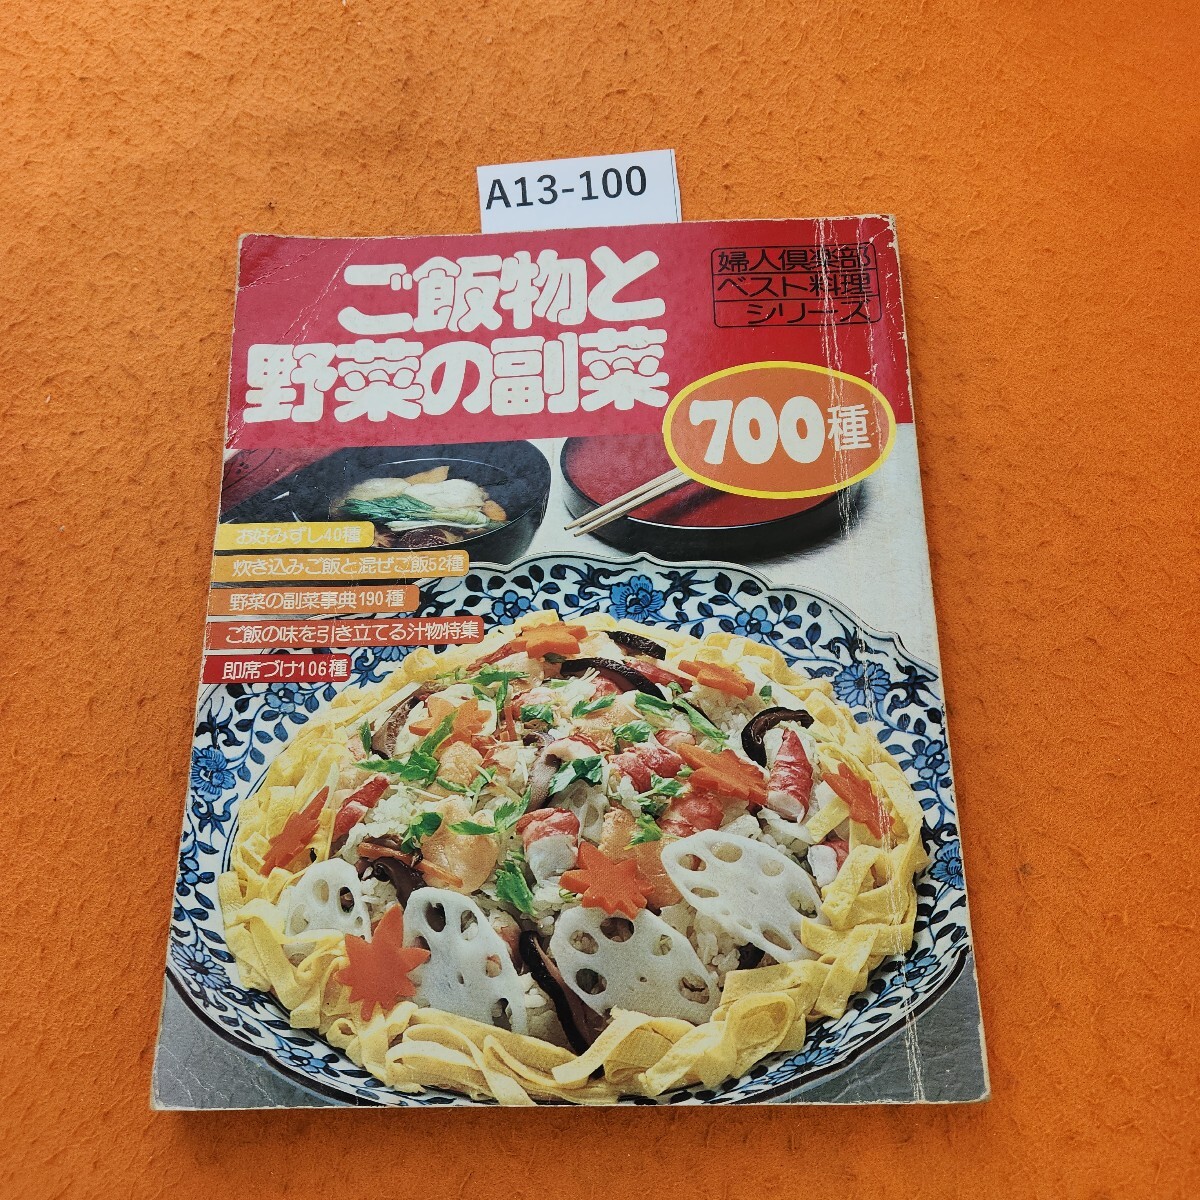 A13-100
ご飯物と
野菜の副菜
婦人倶楽部
ベスト料理
シリーズ
700種
お好みずし40種
炊き込みご飯と混ぜご飯52種
野菜の副菜事典190種
ご飯の味を引き立てる汁物特集
即席づけ106種